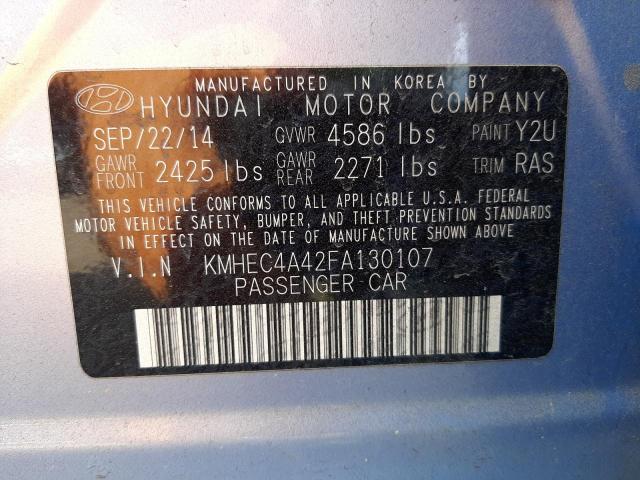 MANUFACTURED IN KOREA BY
HYUNDAI MOTOR COMPANY
SEP/22/14 GVWR 4586 lbs PAINT Y2U
GAWR FRONT 2425 lbs GAWR REAR 2271 lbs TRIM RAS
THIS VEHICLE CONFORMS TO ALL APPLICABLE U.S.A. FEDERAL
MOTOR VEHICLE SAFETY, BUMPER, AND THEFT PREVENTION STANDARDS
IN EFFECT ON THE DATE OF MANUFACTURE SHOWN ABOVE
V.I.N KMHEC4A42FA130107
PASSENGER CAR